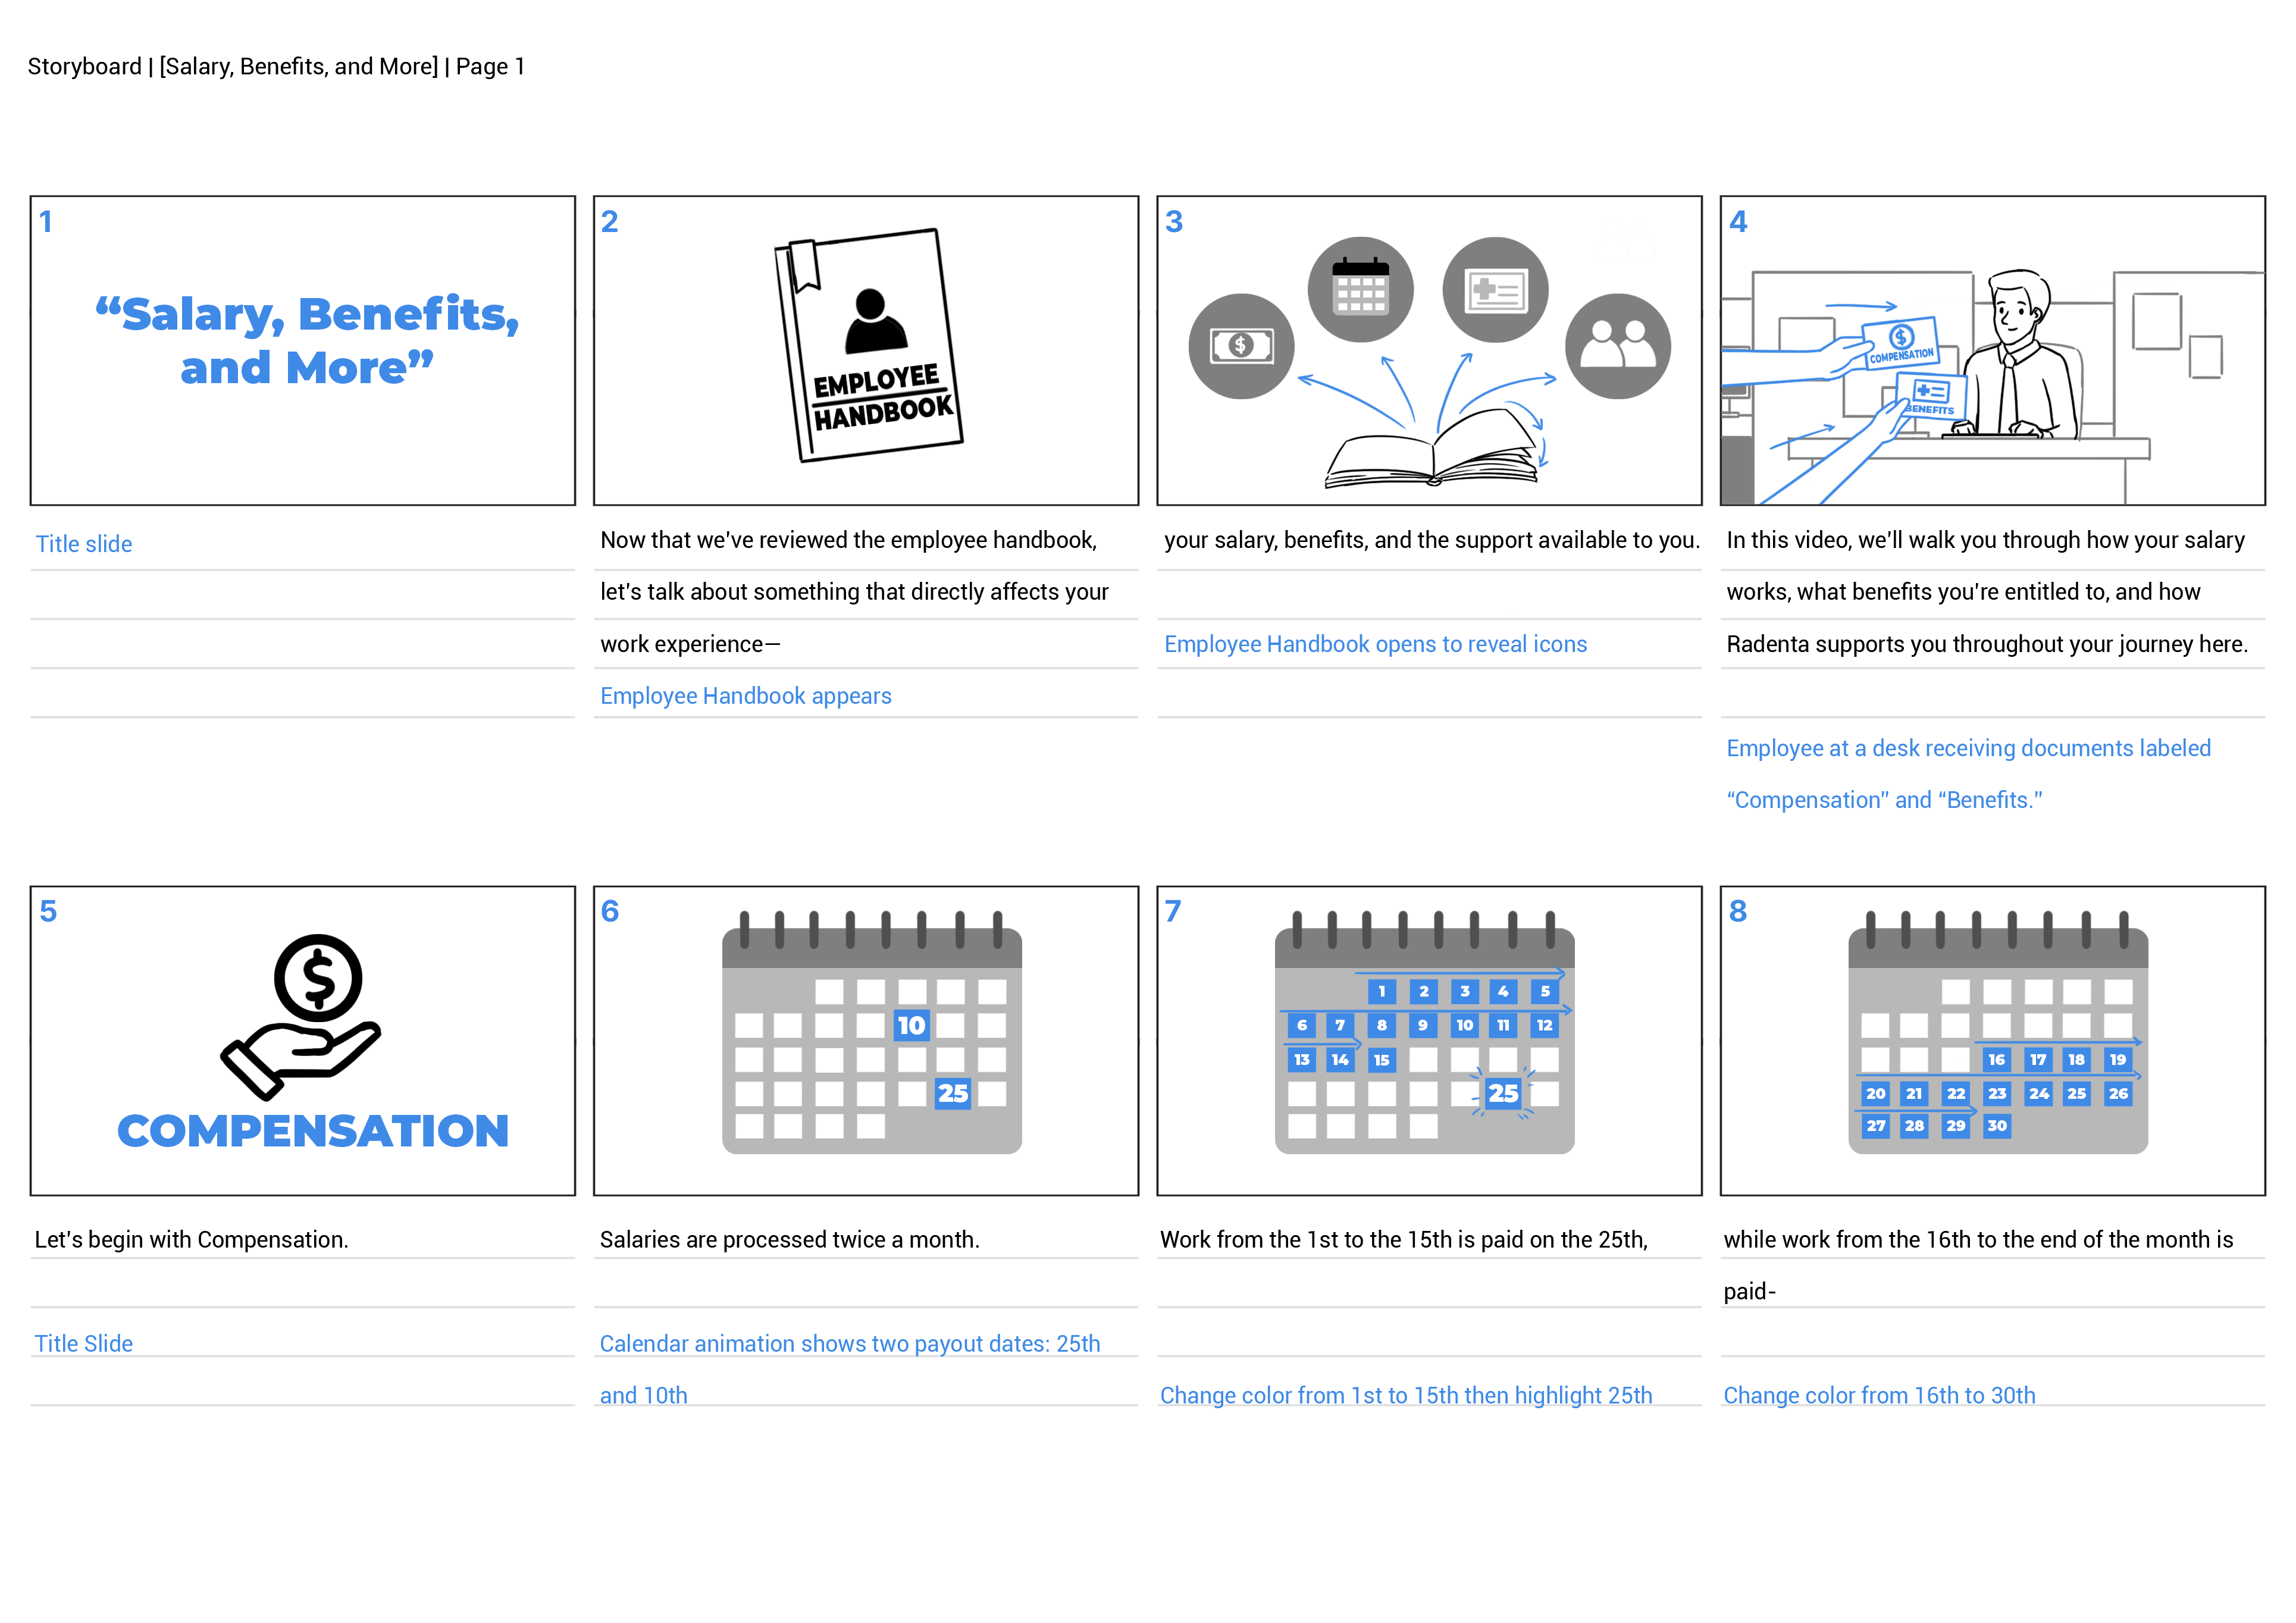 Storyboard | [Salary, Benefits, and More] | Page 1
1
“Salary, Benefits,
and More”
Title slide
2
EMPLOYEE
HANDBOOK
Now that we've reviewed the employee handbook,
let's talk about something that directly affects your
work experience—
Employee Handbook appears
3
$
your salary, benefits, and the support available to you.
Employee Handbook opens to reveal icons
4
$
COMPENSATION
BENEFITS
In this video, we'll walk you through how your salary
works, what benefits you're entitled to, and how
Radenta supports you throughout your journey here.
Employee at a desk receiving documents labeled
“Compensation” and “Benefits.”
5
$
COMPENSATION
Let's begin with Compensation.
Title Slide
6
10
25
Salaries are processed twice a month.
Calendar animation shows two payout dates: 25th
and 10th
7
1 2 3 4 5
6 7 8 9 10 11 12
13 14 15
25
Work from the 1st to the 15th is paid on the 25th,
Change color from 1st to 15th then highlight 25th
8
16 17 18 19
20 21 22 23 24 25 26
27 28 29 30
while work from the 16th to the end of the month is
paid-
Change color from 16th to 30th